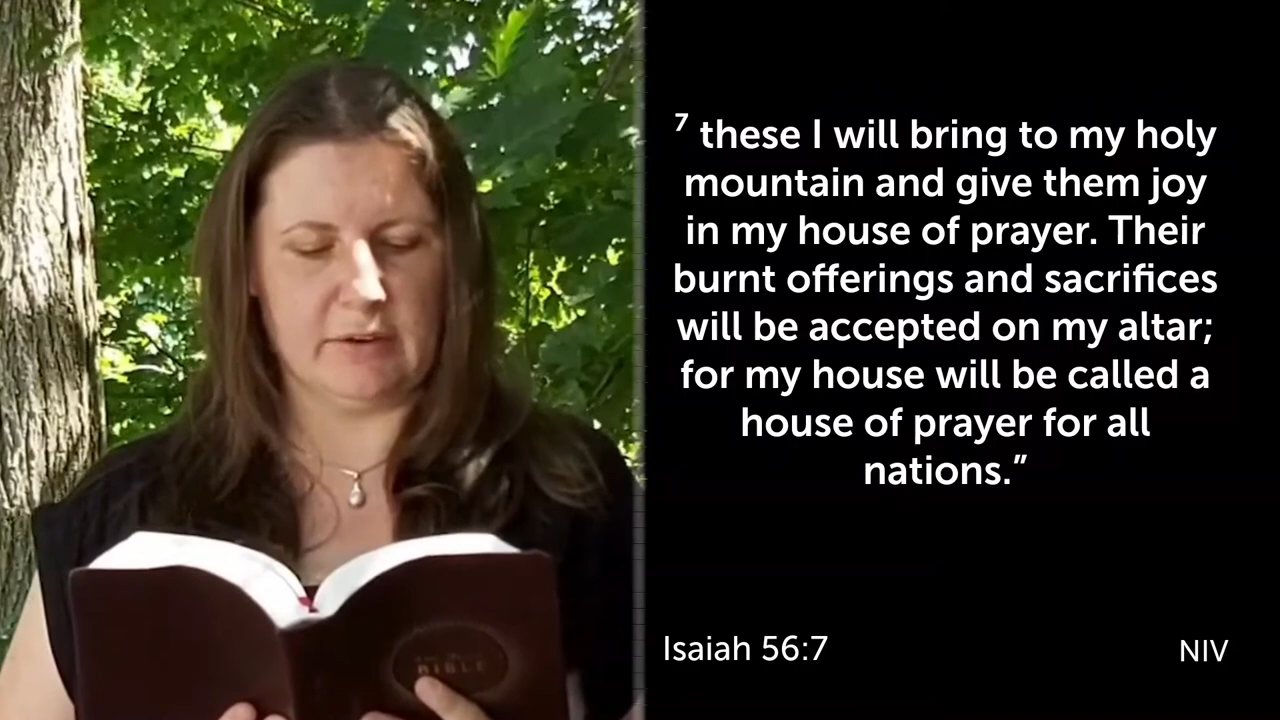 ⁷ these I will bring to my holy
mountain and give them joy
in my house of prayer. Their
burnt offerings and sacrifices
will be accepted on my altar;
for my house will be called a
house of prayer for all
nations.”
Isaiah 56:7
NIV
BIBLE